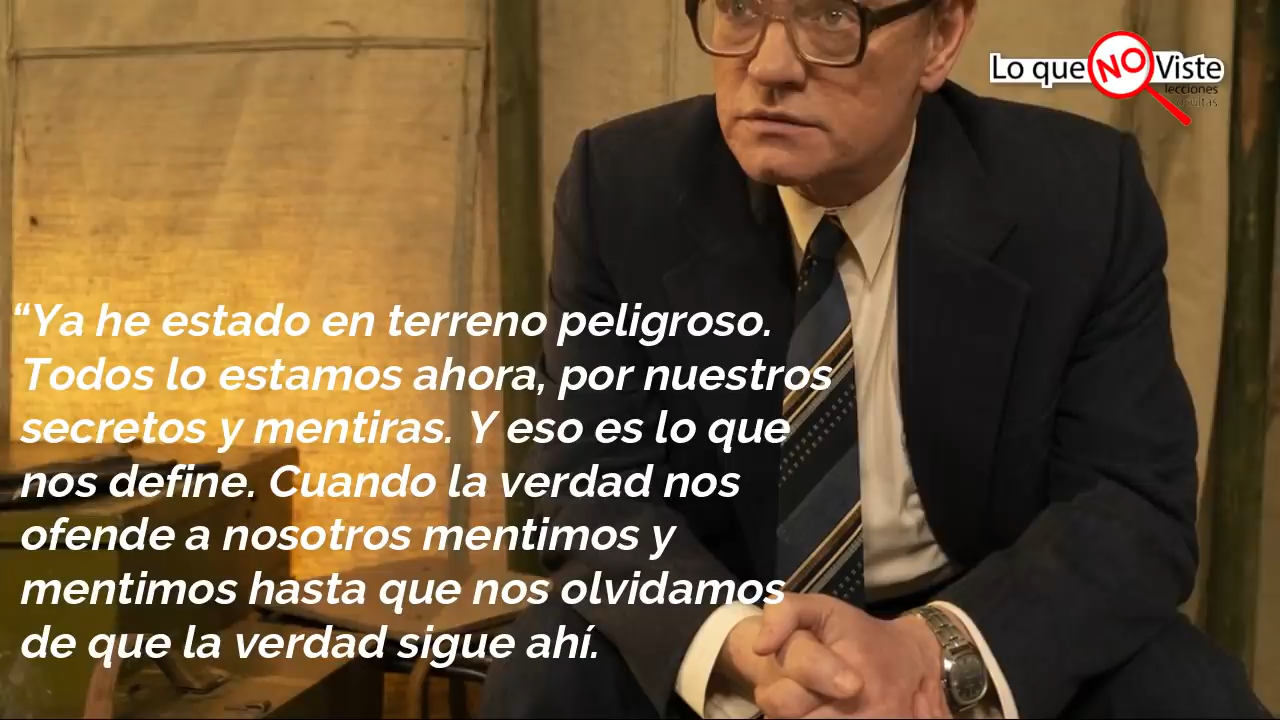 Lo que NO Viste
lecciones
ocultas
“Ya he estado en terreno peligroso.
Todos lo estamos ahora, por nuestros
secretos y mentiras. Y eso es lo que
nos define. Cuando la verdad nos
ofende a nosotros mentimos y
mentimos hasta que nos olvidamos
de que la verdad sigue ahí.